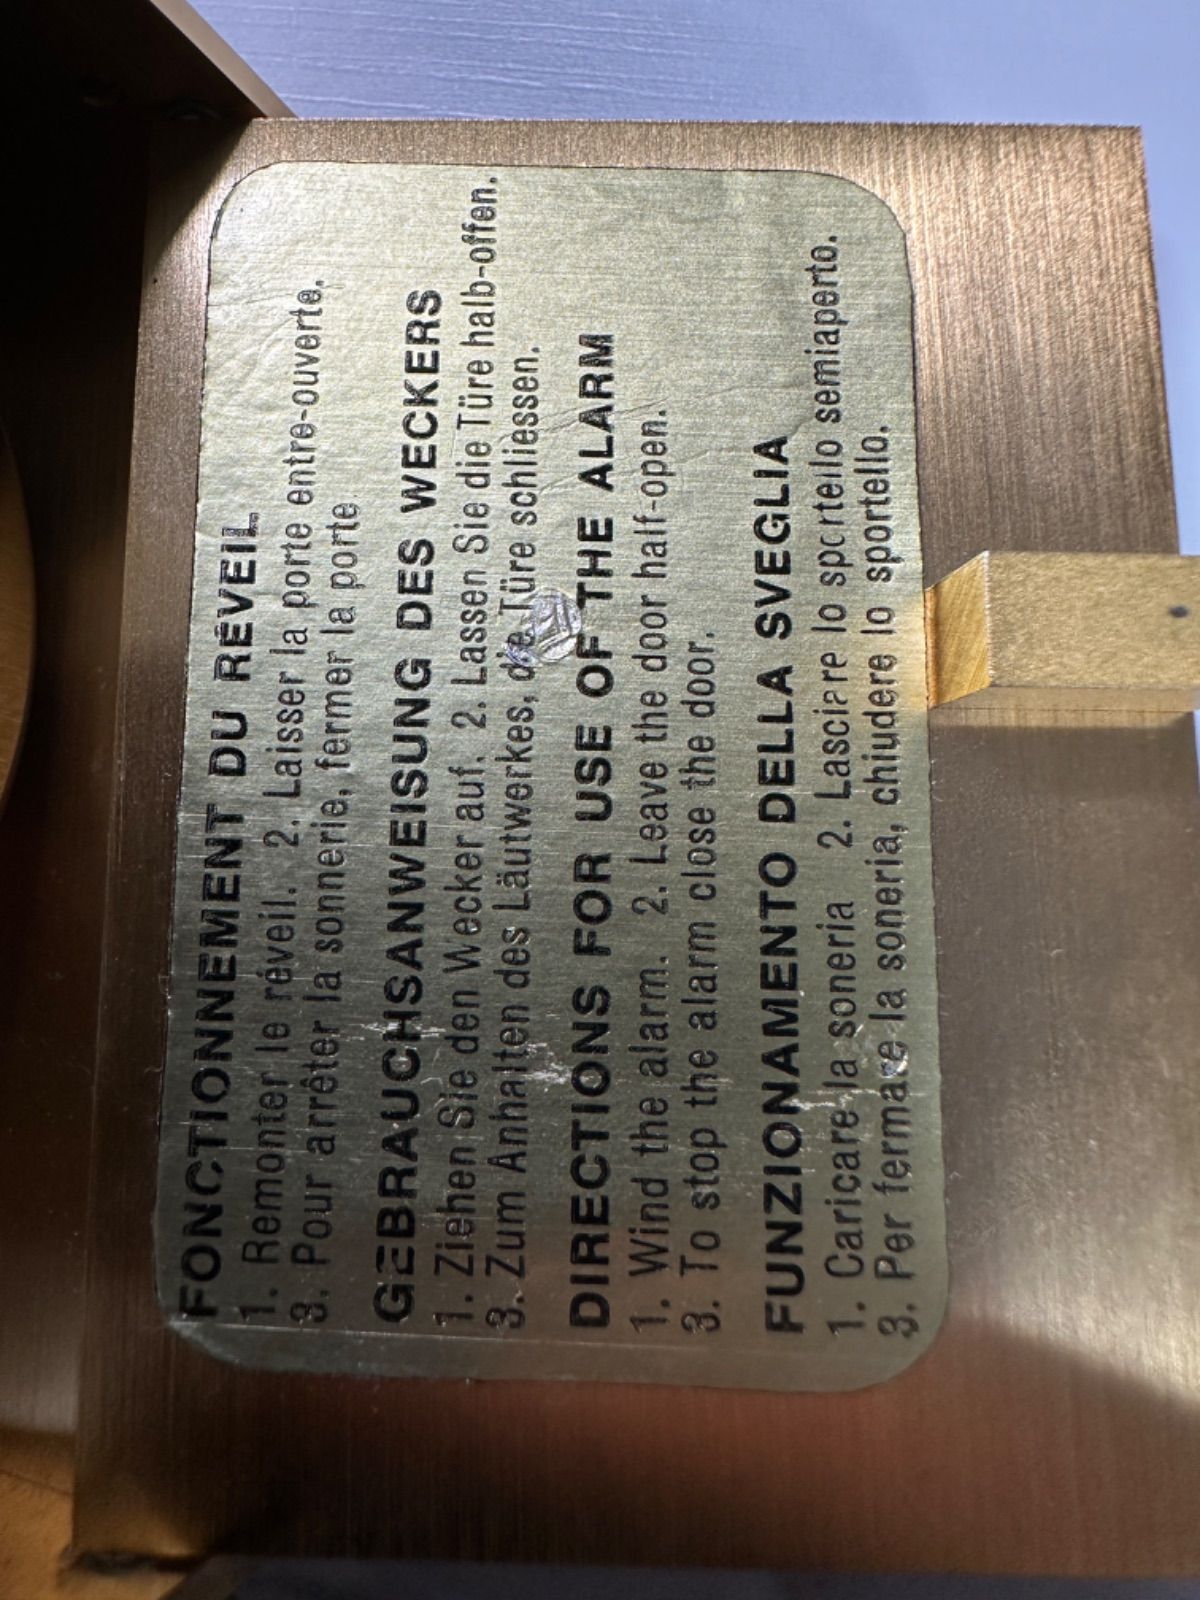 FONCTIONNEMENT DU RÉVEIL
1. Remonter le réveil. 2. Laisser la porte entre-ouverte.
3. Pour arrêter la sonnerie, fermer la porte
GEBRAUCHSANWEISUNG DES WECKERS
1. Ziehen Sie den Wecker auf. 2. Lassen Sie die Türe halb-offen.
3. Zum Anhalten des Läutwerkes, die Türe schliessen.
DIRECTIONS FOR USE OF THE ALARM
1. Wind the alarm. 2. Leave the door half-open.
3. To stop the alarm close the door.
FUNZIONAMENTO DELLA SVEGLIA
1. Caricare la soneria 2. Lasciare lo sportello semiaperto.
3. Per fermare la soneria, chiudere lo sportello.